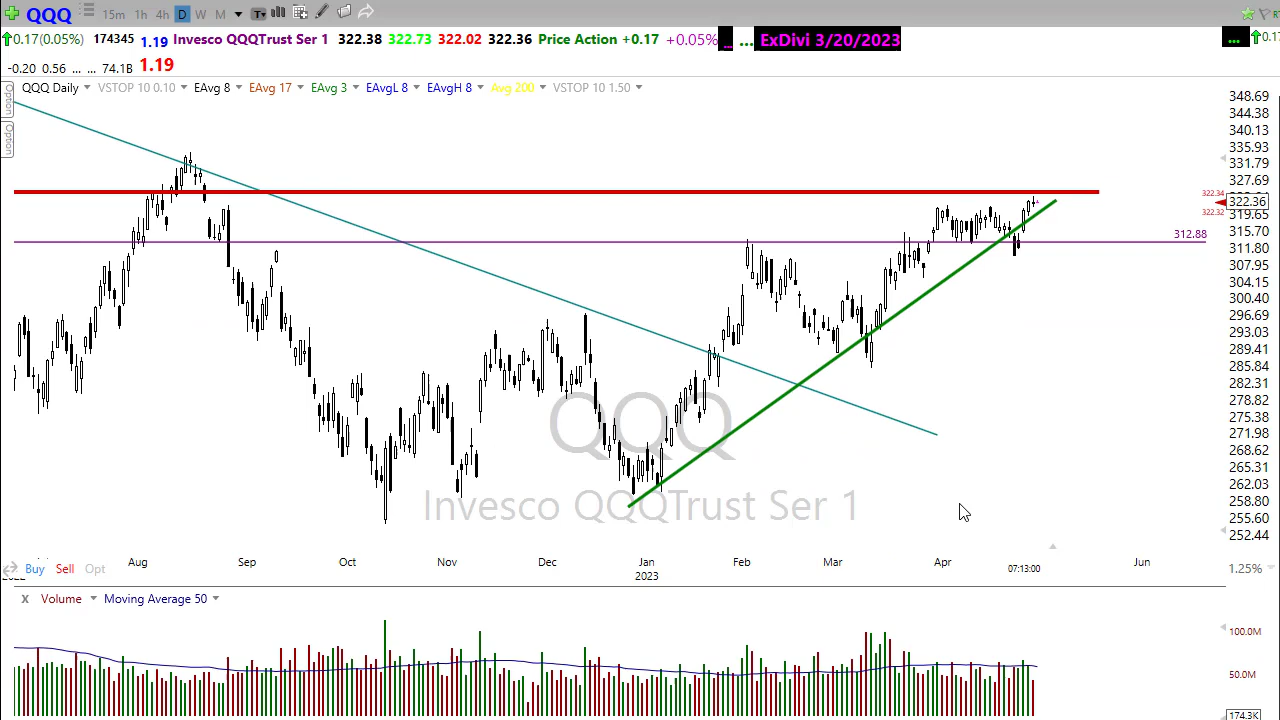 QQQ 15m 1h 4h D W M T
0.17(0.05%) 174345 1.19 Invesco QQQTrust Ser 1 322.38 322.73 322.02 322.36 Price Action +0.17 +0.05% ... ... ExDivi 3/20/2023 ... 0.17
-0.20 0.56 ... ... 74.1B 1.19
QQQ Daily VSTOP 10 0.10 EAvg 8 EAvg 17 EAvg 3 EAvgL 8 EAvgH 8 Avg 200 VSTOP 10 1.50
Option
Option
348.69
344.38
340.13
335.93
331.79
327.69
322.34
322.36
322.32
319.65
315.70
312.88
311.80
307.95
304.15
300.40
296.69
293.03
289.41
285.84
282.31
278.82
275.38
271.98
268.62
265.31
262.03
258.80
255.60
252.44
QQQ
Invesco QQQTrust Ser 1
Aug Sep Oct Nov Dec Jan Feb Mar Apr 07:13:00 Jun
2023
Buy Sell Opt 1.25%
X Volume Moving Average 50
100.0M
50.0M
174.3K